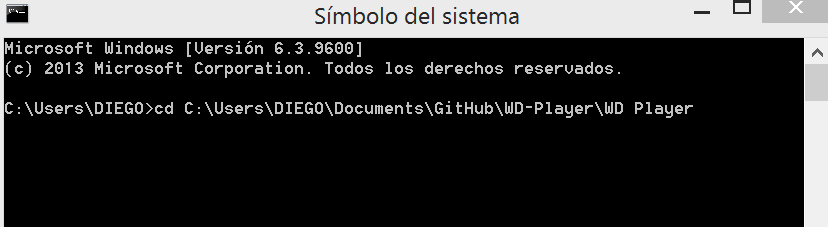 Símbolo del sistema
Microsoft Windows [Versión 6.3.9600]
(c) 2013 Microsoft Corporation. Todos los derechos reservados.
C:\Users\DIEGO>cd C:\Users\DIEGO\Documents\GitHub\WD-Player\WD Player